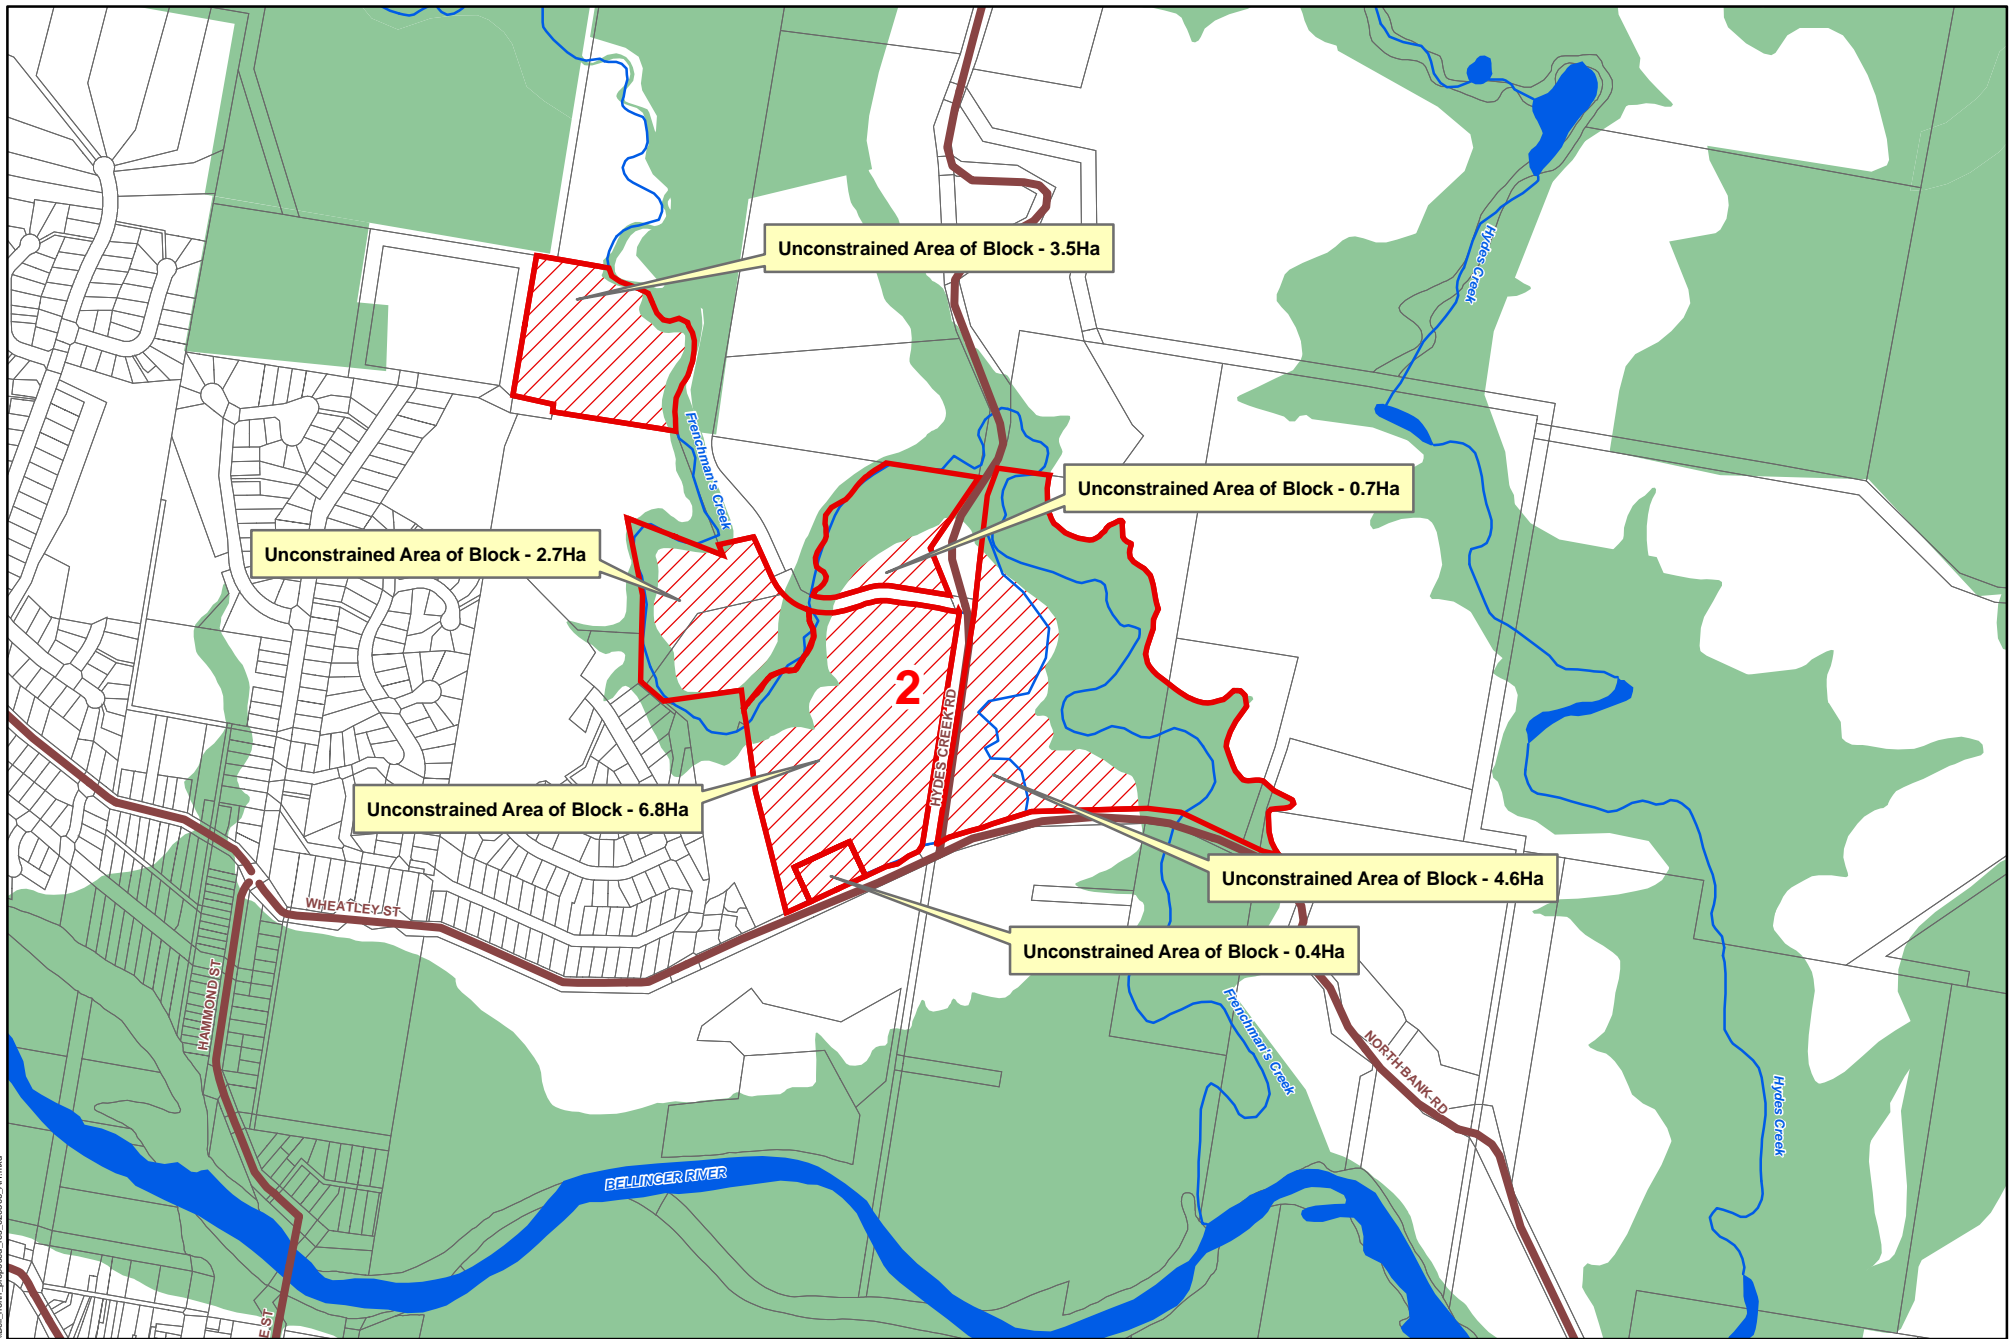 Unconstrained Area of Block - 3.5Ha
Hydes Creek
Frenchman's Creek
Unconstrained Area of Block - 0.7Ha
Unconstrained Area of Block - 2.7Ha
2
HYDES CREEK RD
Unconstrained Area of Block - 6.8Ha
Unconstrained Area of Block - 4.6Ha
WHEATLEY ST
Unconstrained Area of Block - 0.4Ha
HAMMOND ST
Frenchman's Creek
NORTH BANK RD
Hydes Creek
BELLINGER RIVER
E ST